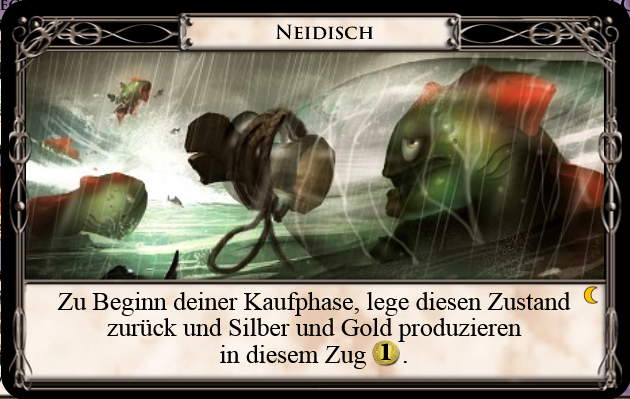 NEIDISCH
Zu Beginn deiner Kaufphase, lege diesen Zustand
zurück und Silber und Gold produzieren
in diesem Zug 1.